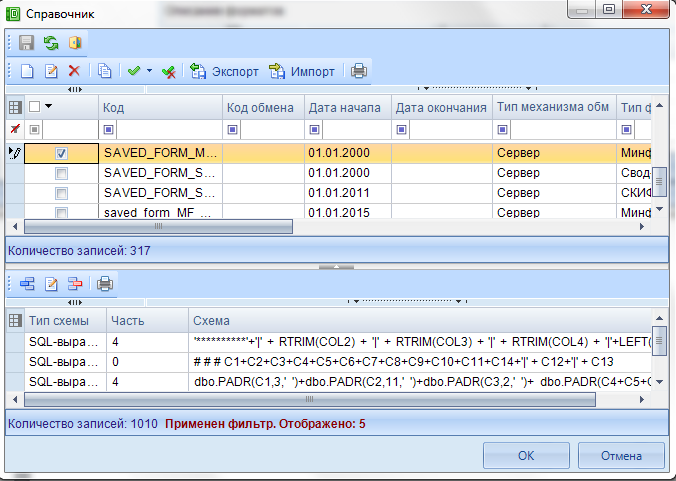 Справочник
Описание форматов
Экспорт Импорт
Код Код обмена Дата начала Дата окончания Тип механизма обм Тип ф
SAVED_FORM_M... 01.01.2000 Сервер Минф
SAVED_FORM_S... 01.01.2000 Сервер Свод
SAVED_FORM_S... 01.01.2011 Сервер СКИФ
saved_form_MF_... 01.01.2015 Сервер Минф
Количество записей: 317
Тип схемы Часть Схема
SQL-выра... 4 '**********'+'|' + RTRIM(COL2) + '|' + RTRIM(COL3) + '|' + RTRIM(COL4) + '|'+LEFT(
SQL-выра... 0 # # # C1+C2+C3+C4+C5+C6+C7+C8+C9+C10+C11+C14+'|' + C12+'|' + C13
SQL-выра... 4 dbo.PADR(C1,3,' ')+dbo.PADR(C2,11,' ')+dbo.PADR(C3,2,' ')+ dbo.PADR(C4+C5+C
Количество записей: 1010 Применен фильтр. Отображено: 5
ОК Отмена